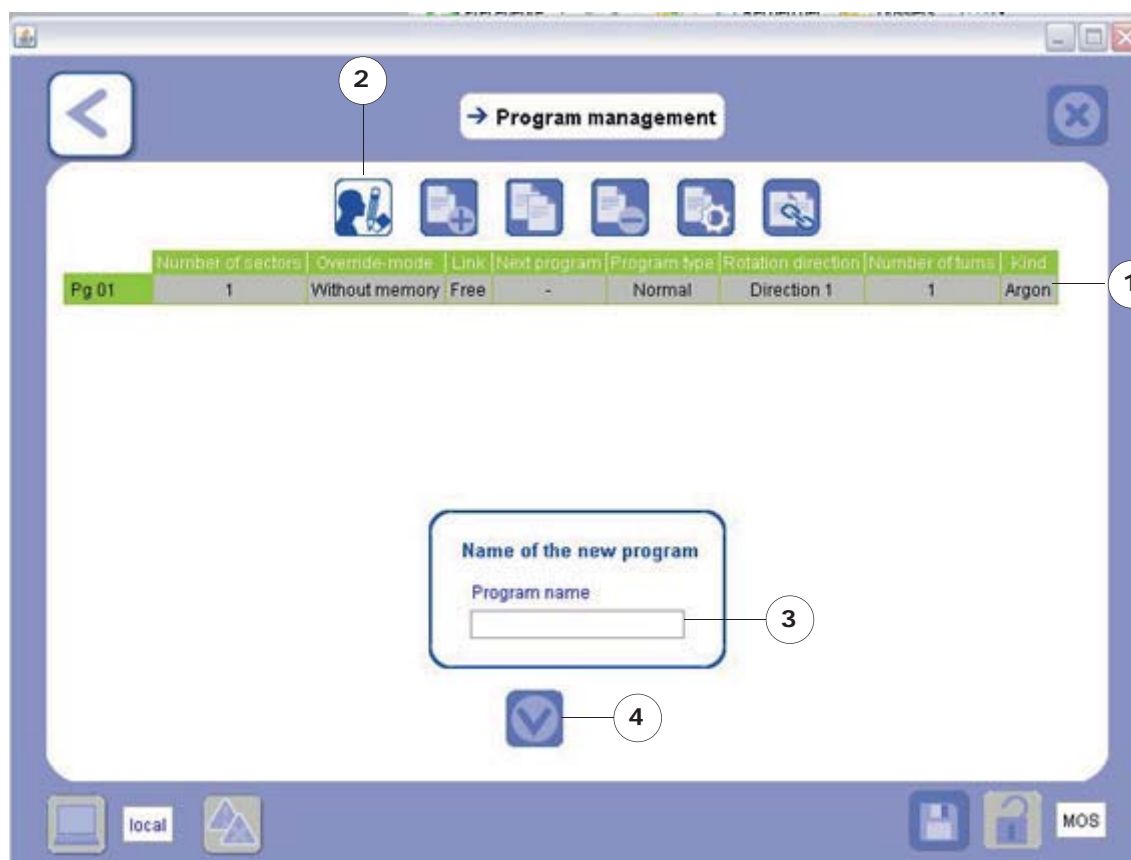 2
→ Program management
Number of sectors Override-mode Link Next program Program type Rotation direction Number of turns Kind
Pg 01 1 Without memory Free - Normal Direction 1 1 Argon
1
Name of the new program
Program name
3
4
local
MOS